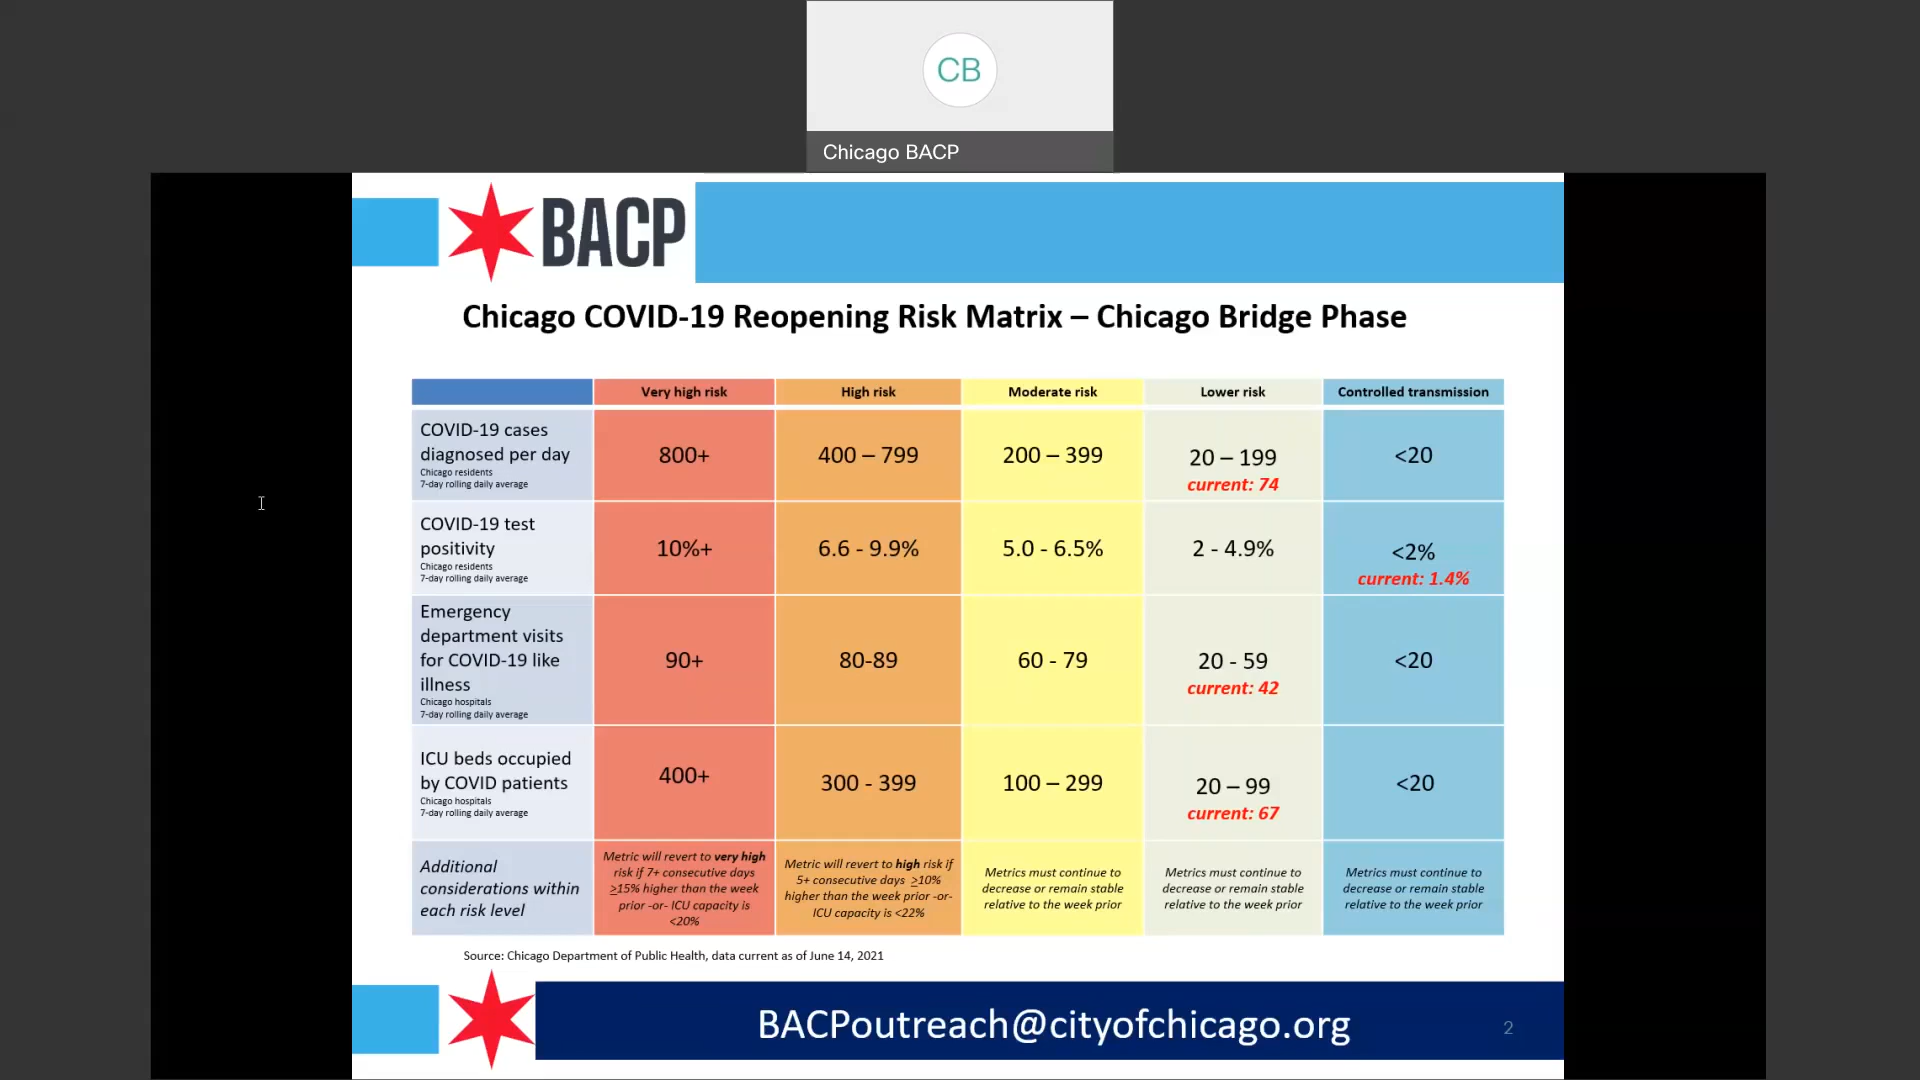 CB
Chicago BACP
BACP
Chicago COVID-19 Reopening Risk Matrix – Chicago Bridge Phase
Very high risk
High risk
Moderate risk
Lower risk
Controlled transmission
COVID-19 cases
diagnosed per day
Chicago residents
7-day rolling daily average
800+
400 – 799
200 – 399
20 – 199
current: 74
<20
COVID-19 test
positivity
Chicago residents
7-day rolling daily average
10%+
6.6 - 9.9%
5.0 - 6.5%
2 - 4.9%
<2%
current: 1.4%
Emergency
department visits
for COVID-19 like
illness
Chicago hospitals
7-day rolling daily average
90+
80-89
60 - 79
20 - 59
current: 42
<20
ICU beds occupied
by COVID patients
Chicago hospitals
7-day rolling daily average
400+
300 - 399
100 – 299
20 – 99
current: 67
<20
Additional
considerations within
each risk level
Metric will revert to very high
risk if 7+ consecutive days
>15% higher than the week
prior -or- ICU capacity is
<20%
Metric will revert to high risk if
5+ consecutive days >10%
higher than the week prior -or-
ICU capacity is <22%
Metrics must continue to
decrease or remain stable
relative to the week prior
Metrics must continue to
decrease or remain stable
relative to the week prior
Metrics must continue to
decrease or remain stable
relative to the week prior
Source: Chicago Department of Public Health, data current as of June 14, 2021
BACPoutreach@cityofchicago.org
2